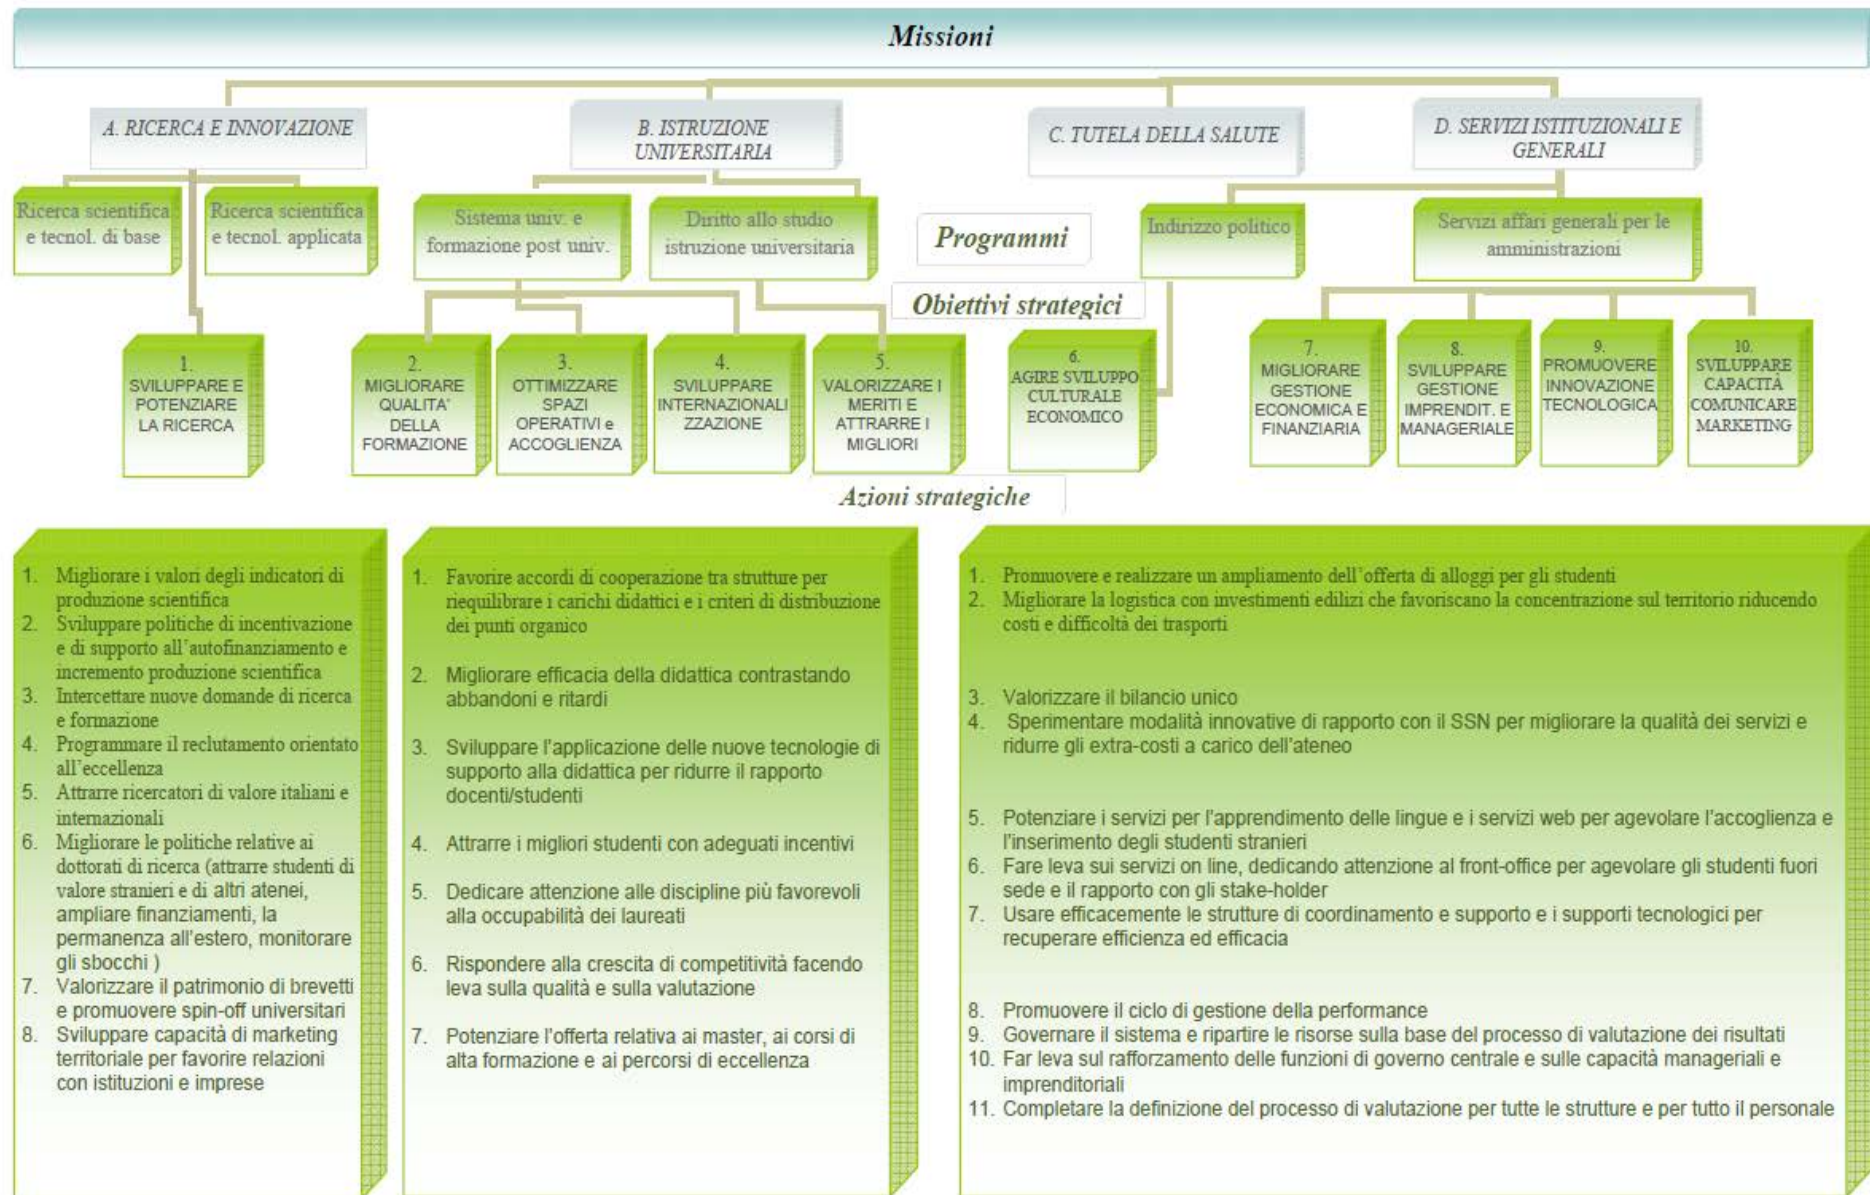 Missioni
A. RICERCA E INNOVAZIONE
B. ISTRUZIONE
UNIVERSITARIA
C. TUTELA DELLA SALUTE
D. SERVIZI ISTITUZIONALI E
GENERALI
Ricerca scientifica
e tecnol. di base
Ricerca scientifica
e tecnol. applicata
Sistema univ. e
formazione post univ.
Diritto allo studio
istruzione universitaria
Programmi
Indirizzo politico
Servizi affari generali per le
amministrazioni
Obiettivi strategici
1.
SVILUPPARE E
POTENZIARE
LA RICERCA
2.
MIGLIORARE
QUALITA'
DELLA
FORMAZIONE
3.
OTTIMIZZARE
SPAZI
OPERATIVI e
ACCOGLIENZA
4.
SVILUPPARE
INTERNAZIONALI
ZZAZIONE
5.
VALORIZZARE I
MERITI E
ATTRARRE I
MIGLIORI
6.
AGIRE SVILUPPO
CULTURALE
ECONOMICO
7.
MIGLIORARE
GESTIONE
ECONOMICA E
FINANZIARIA
8.
SVILUPPARE
GESTIONE
IMPRENDIT. E
MANAGERIALE
9.
PROMUOVERE
INNOVAZIONE
TECNOLOGICA
10.
SVILUPPARE
CAPACITÀ
COMUNICARE
MARKETING
Azioni strategiche
1. Migliorare i valori degli indicatori di
produzione scientifica
2. Sviluppare politiche di incentivazione
e di supporto all'autofinanziamento e
incremento produzione scientifica
3. Intercettare nuove domande di ricerca
e formazione
4. Programmare il reclutamento orientato
all'eccellenza
5. Attrarre ricercatori di valore italiani e
internazionali
6. Migliorare le politiche relative ai
dottorati di ricerca (attrarre studenti di
valore stranieri e di altri atenei,
ampliare finanziamenti, la
permanenza all'estero, monitorare
gli sbocchi )
7. Valorizzare il patrimonio di brevetti
e promuovere spin-off universitari
8. Sviluppare capacità di marketing
territoriale per favorire relazioni
con istituzioni e imprese
1. Favorire accordi di cooperazione tra strutture per
riequilibrare i carichi didattici e i criteri di distribuzione
dei punti organico
2. Migliorare efficacia della didattica contrastando
abbandoni e ritardi
3. Sviluppare l'applicazione delle nuove tecnologie di
supporto alla didattica per ridurre il rapporto
docenti/studenti
4. Attrarre i migliori studenti con adeguati incentivi
5. Dedicare attenzione alle discipline più favorevoli
alla occupabilità dei laureati
6. Rispondere alla crescita di competitività facendo
leva sulla qualità e sulla valutazione
7. Potenziare l'offerta relativa ai master, ai corsi di
alta formazione e ai percorsi di eccellenza
1. Promuovere e realizzare un ampliamento dell'offerta di alloggi per gli studenti
2. Migliorare la logistica con investimenti edilizi che favoriscano la concentrazione sul territorio riducendo
costi e difficoltà dei trasporti
3. Valorizzare il bilancio unico
4. Sperimentare modalità innovative di rapporto con il SSN per migliorare la qualità dei servizi e
ridurre gli extra-costi a carico dell'ateneo
5. Potenziare i servizi per l'apprendimento delle lingue e i servizi web per agevolare l'accoglienza e
l'inserimento degli studenti stranieri
6. Fare leva sui servizi on line, dedicando attenzione al front-office per agevolare gli studenti fuori
sede e il rapporto con gli stake-holder
7. Usare efficacemente le strutture di coordinamento e supporto e i supporti tecnologici per
recuperare efficienza ed efficacia
8. Promuovere il ciclo di gestione della performance
9. Governare il sistema e ripartire le risorse sulla base del processo di valutazione dei risultati
10. Far leva sul rafforzamento delle funzioni di governo centrale e sulle capacità manageriali e
imprenditoriali
11. Completare la definizione del processo di valutazione per tutte le strutture e per tutto il personale